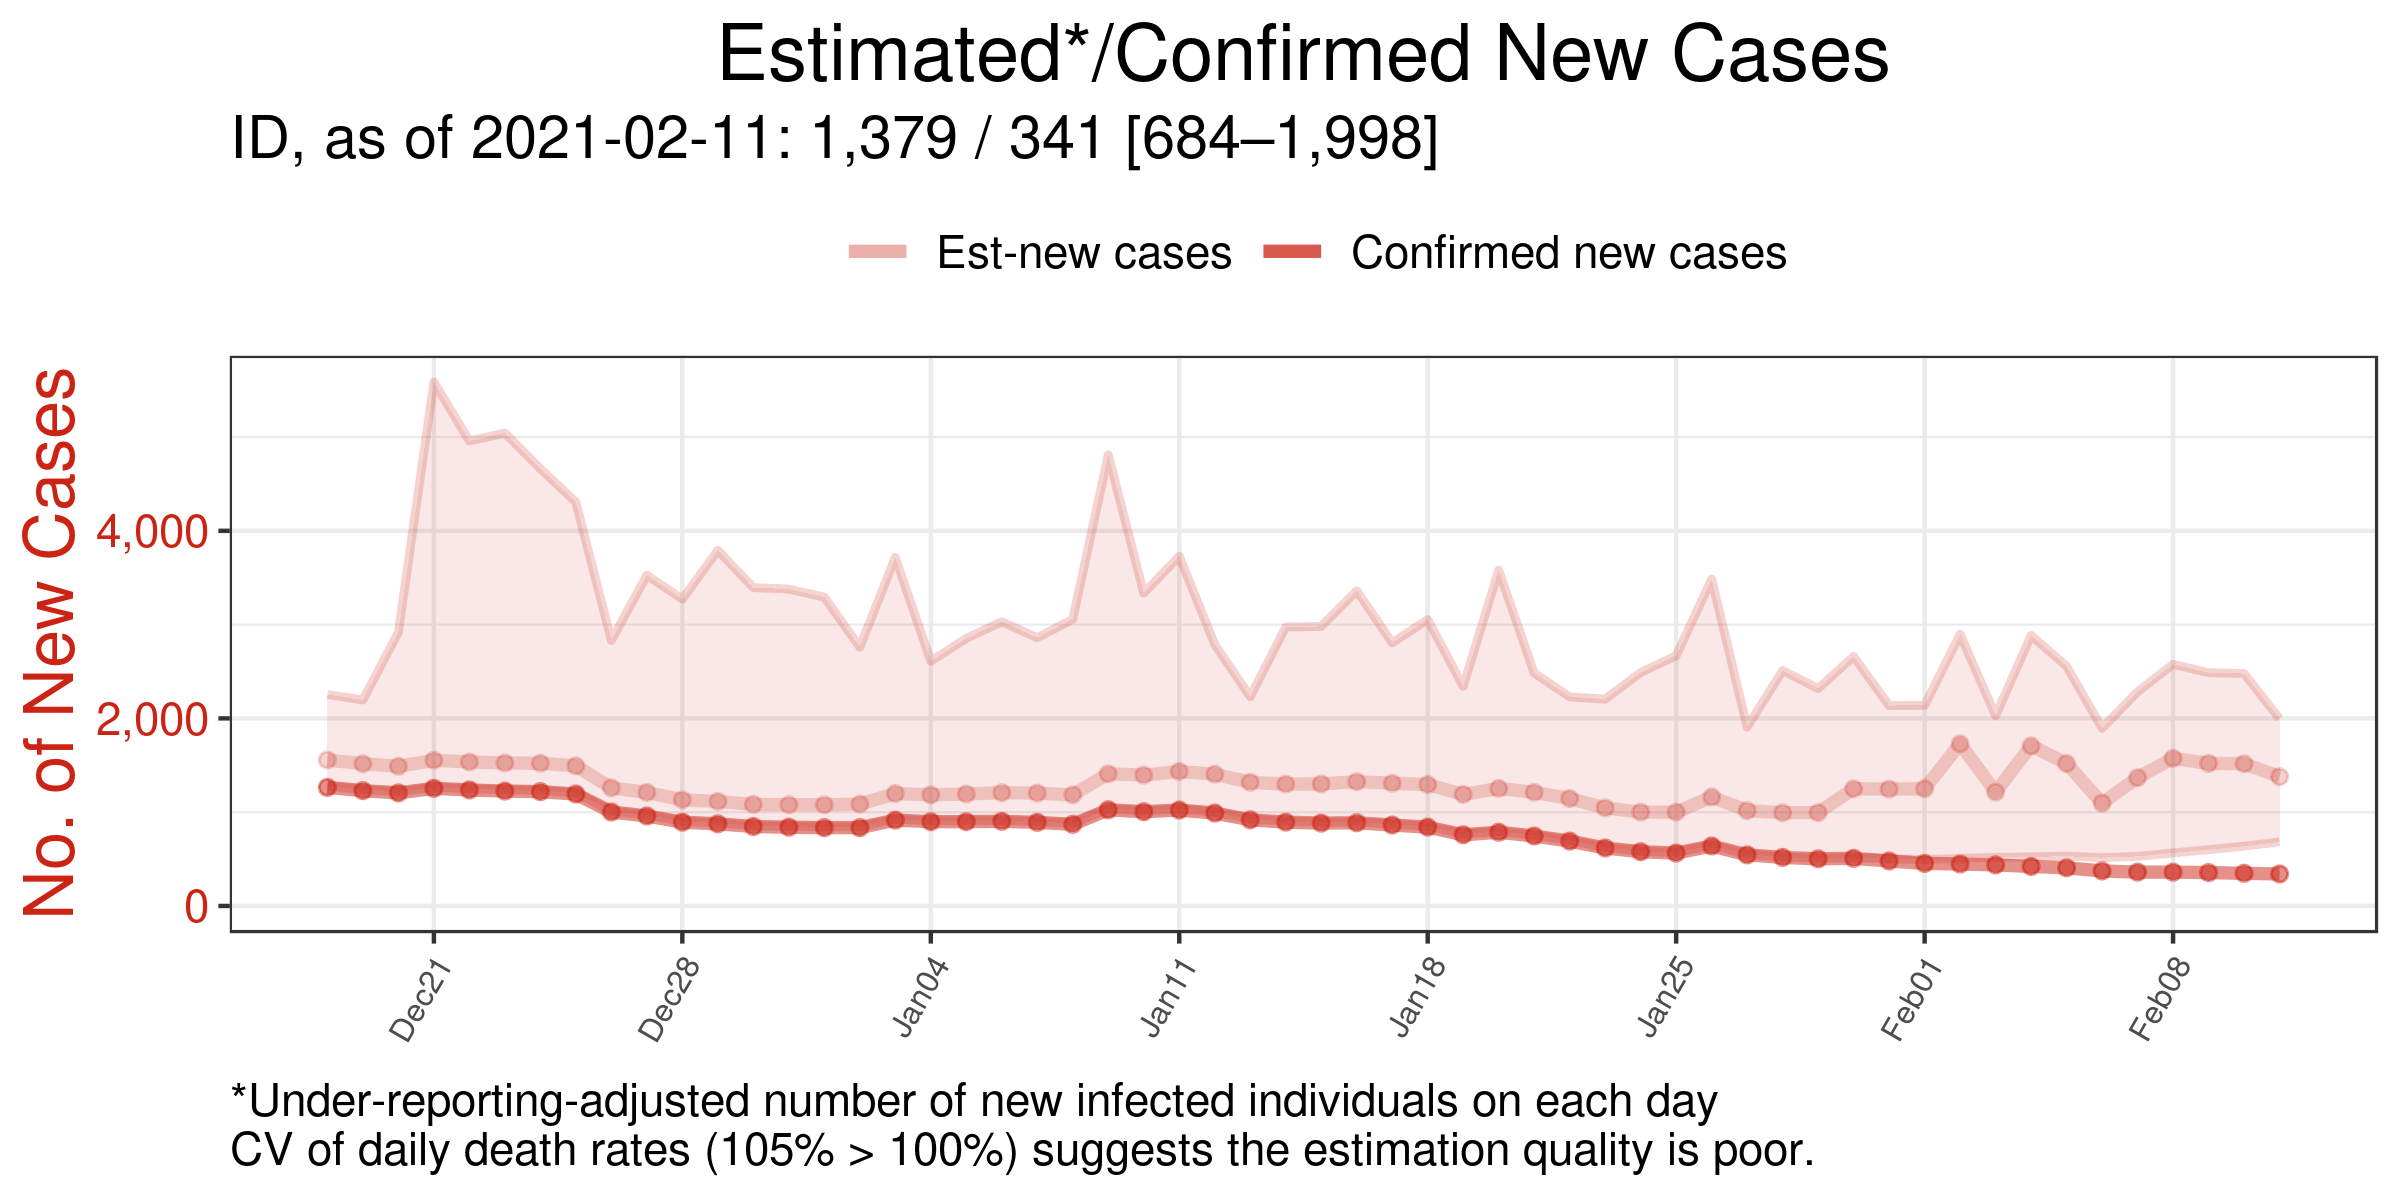 Estimated*/Confirmed New Cases
ID, as of 2021-02-11: 1,379 / 341 [684–1,998]
Est-new cases
Confirmed new cases
No. of New Cases
4,000
2,000
0
Dec21
Dec28
Jan04
Jan11
Jan18
Jan25
Feb01
Feb08
*Under-reporting-adjusted number of new infected individuals on each day
CV of daily death rates (105% > 100%) suggests the estimation quality is poor.